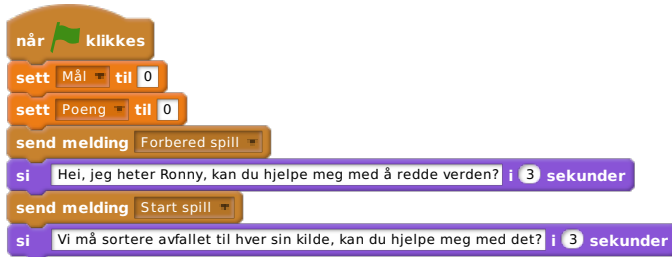 når klikkes
sett Mål til 0
sett Poeng til 0
send melding Forbered spill
si Hei, jeg heter Ronny, kan du hjelpe meg med å redde verden? i 3 sekunder
send melding Start spill
si Vi må sortere avfallet til hver sin kilde, kan du hjelpe meg med det? i 3 sekunder